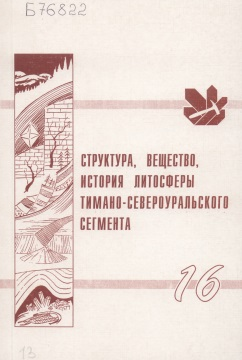 Б76822
СТРУКТУРА, ВЕЩЕСТВО,
ИСТОРИЯ ЛИТОСФЕРЫ
ТИМАНО-СЕВЕРОУРАЛЬСКОГО
СЕГМЕНТА
16
13